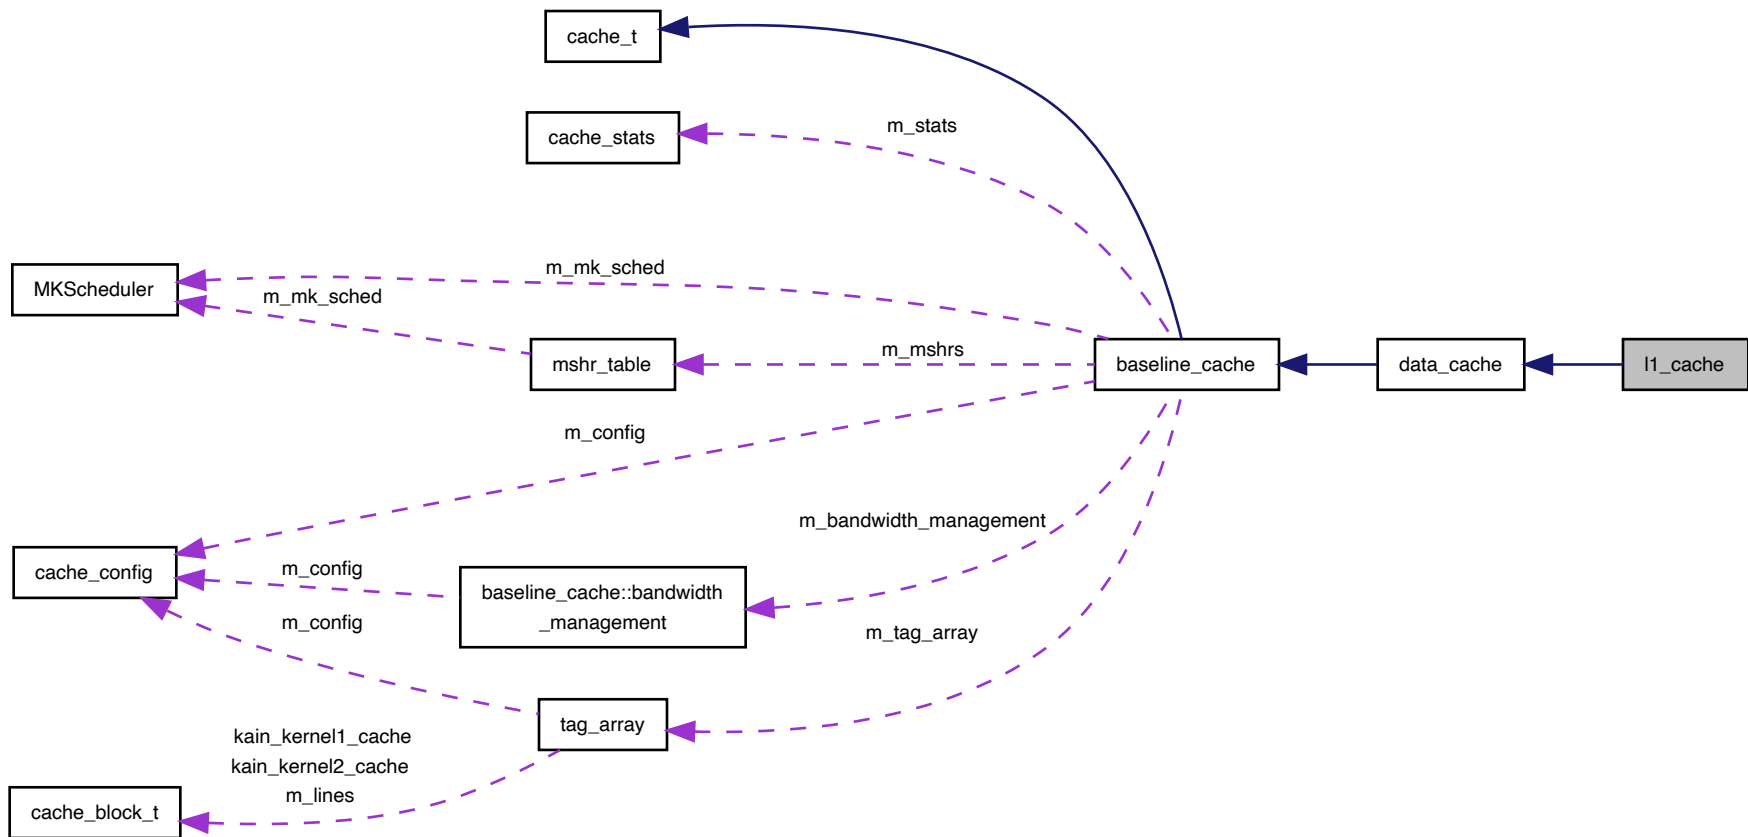 cache_t
cache_stats
m_stats
MKScheduler
m_mk_sched
m_mk_sched
mshr_table
m_mshrs
baseline_cache
data_cache
l1_cache
m_config
m_bandwidth_management
cache_config
m_config
baseline_cache::bandwidth
_management
m_config
m_tag_array
tag_array
kain_kernel1_cache
kain_kernel2_cache
m_lines
cache_block_t